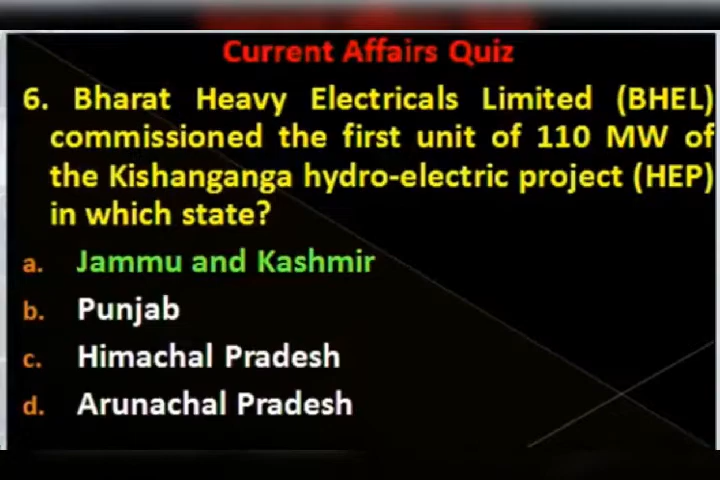 Current Affairs Quiz
6. Bharat Heavy Electricals Limited (BHEL)
commissioned the first unit of 110 MW of
the Kishanganga hydro-electric project (HEP)
in which state?
a. Jammu and Kashmir
b. Punjab
c. Himachal Pradesh
d. Arunachal Pradesh